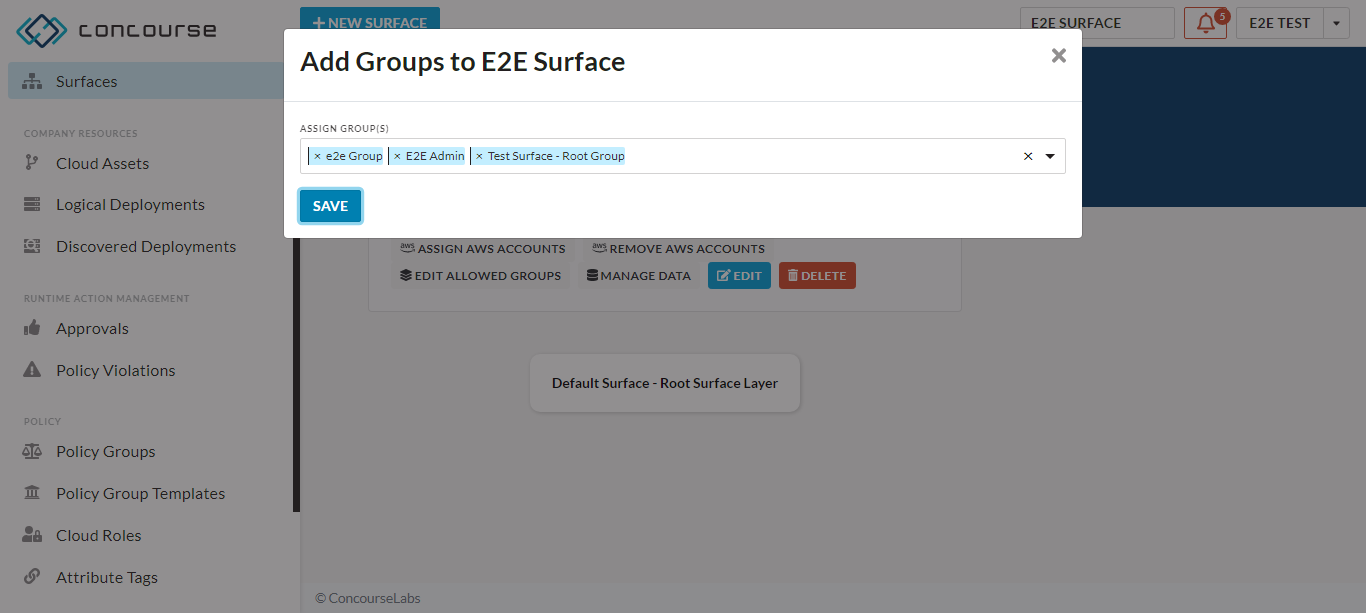 concourse
NEW SURFACE
E2E SURFACE
5
E2E TEST
Add Groups to E2E Surface
×
Surfaces
COMPANY RESOURCES
Cloud Assets
Logical Deployments
Discovered Deployments
RUNTIME ACTION MANAGEMENT
Approvals
Policy Violations
POLICY
Policy Groups
Policy Group Templates
Cloud Roles
Attribute Tags
ASSIGN GROUP(S)
× e2e Group × E2E Admin × Test Surface - Root Group ×
SAVE
aws ASSIGN AWS ACCOUNTS aws REMOVE AWS ACCOUNTS
EDIT ALLOWED GROUPS MANAGE DATA EDIT DELETE
Default Surface - Root Surface Layer
© ConcourseLabs